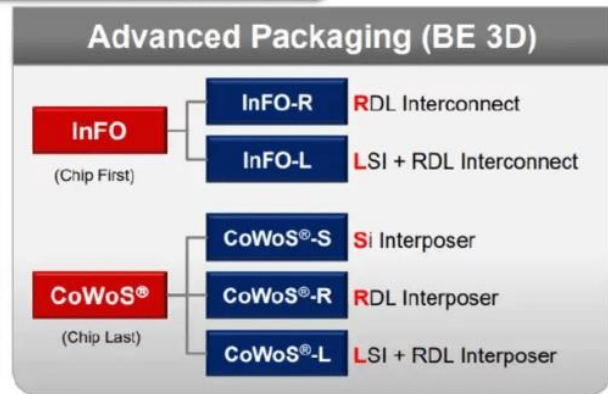 Advanced Packaging (BE 3D)
InFO
(Chip First)
InFO-R RDL Interconnect
InFO-L LSI + RDL Interconnect
CoWoS®
(Chip Last)
CoWoS®-S Si Interposer
CoWoS®-R RDL Interposer
CoWoS®-L LSI + RDL Interposer